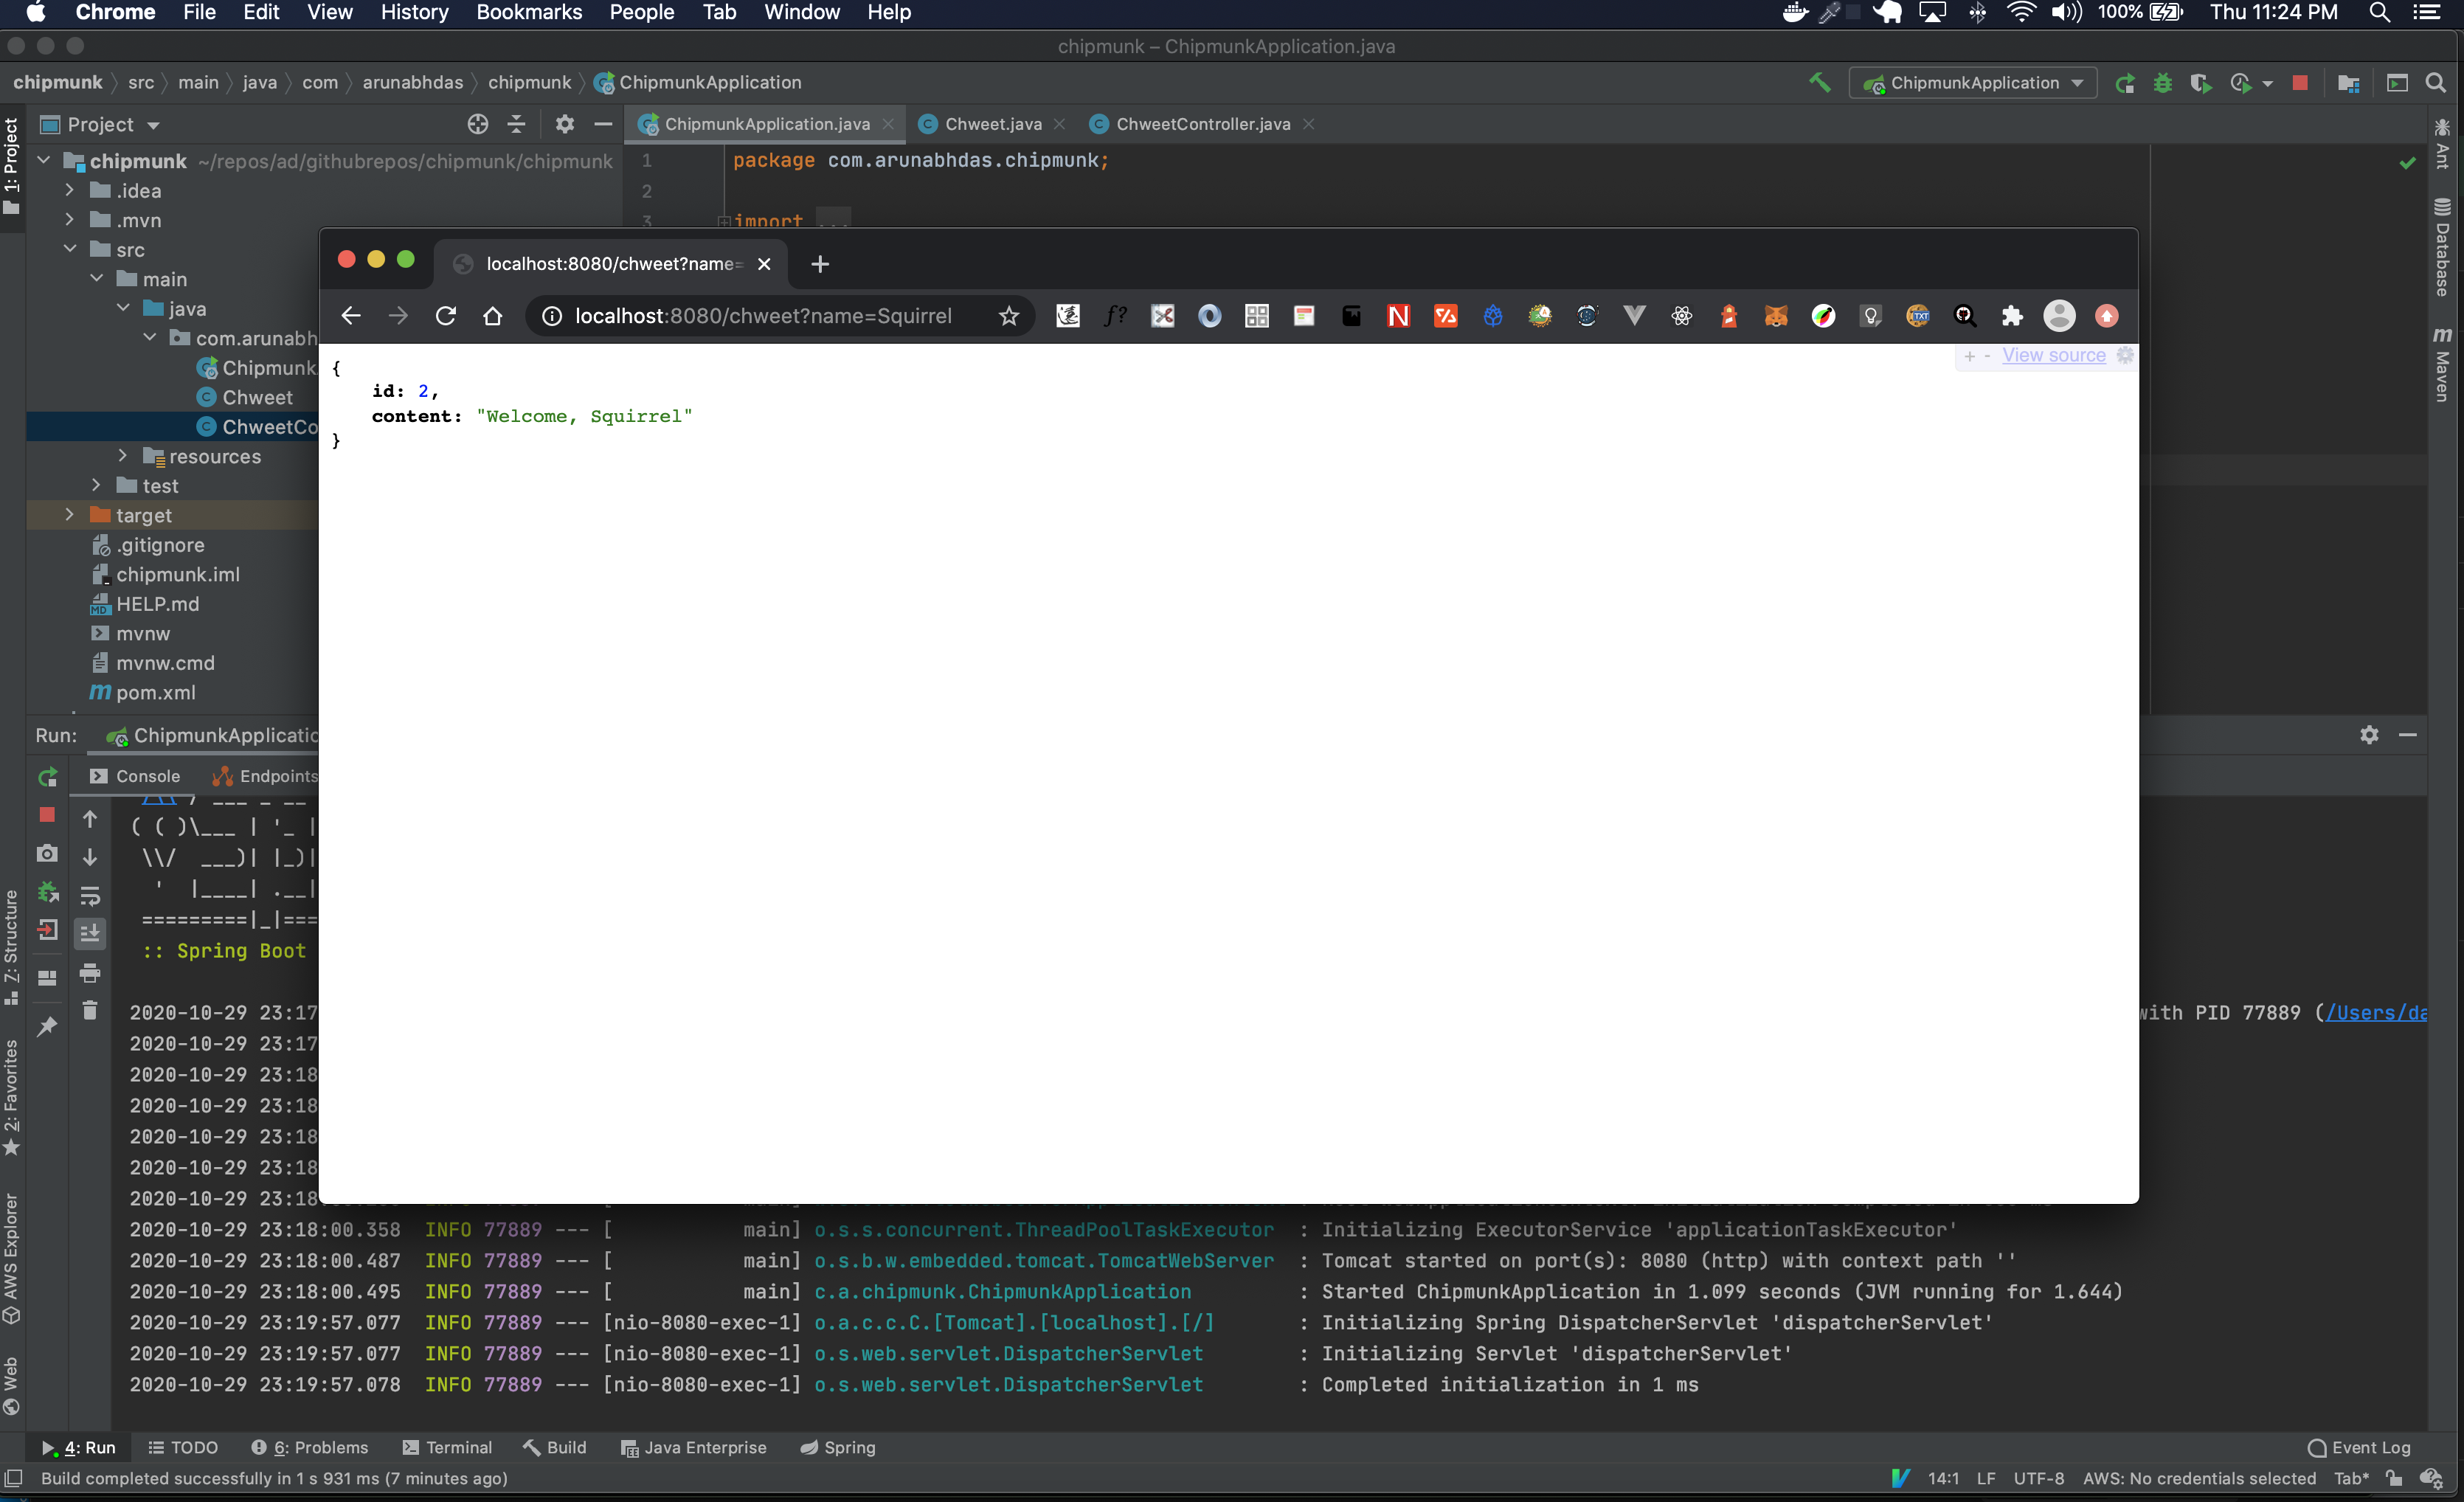 Chrome File Edit View History Bookmarks People Tab Window Help 100% Thu 11:24 PM
chipmunk – ChipmunkApplication.java
chipmunk src main java com arunabhdas chipmunk ChipmunkApplication ChipmunkApplication
1: Project
Project
ChipmunkApplication.java Chweet.java ChweetController.java
chipmunk ~/repos/ad/githubrepos/chipmunk/chipmunk
.idea
.mvn
src
main
java
com.arunabh
Chipmunk
Chweet
ChweetCo
resources
test
target
.gitignore
chipmunk.iml
HELP.md
mvnw
mvnw.cmd
pom.xml
1 package com.arunabhdas.chipmunk;
2
3 import ...
Ant
Database
Maven
localhost:8080/chweet?name=
localhost:8080/chweet?name=Squirrel
+ - View source
{
id: 2,
content: "Welcome, Squirrel"
}
Run: ChipmunkApplicatio
Console Endpoints
( ( )\___ | '_ |
\\/ ___)| |_)|
' |____| .__|
=========|_|===
:: Spring Boot
2020-10-29 23:17 with PID 77889 (/Users/da
2020-10-29 23:17
2020-10-29 23:18
2020-10-29 23:18
2020-10-29 23:18
2020-10-29 23:18
2020-10-29 23:18
2020-10-29 23:18:00.358 INFO 77889 --- [ main] o.s.s.concurrent.ThreadPoolTaskExecutor : Initializing ExecutorService 'applicationTaskExecutor'
2020-10-29 23:18:00.487 INFO 77889 --- [ main] o.s.b.w.embedded.tomcat.TomcatWebServer : Tomcat started on port(s): 8080 (http) with context path ''
2020-10-29 23:18:00.495 INFO 77889 --- [ main] c.a.chipmunk.ChipmunkApplication : Started ChipmunkApplication in 1.099 seconds (JVM running for 1.644)
2020-10-29 23:19:57.077 INFO 77889 --- [nio-8080-exec-1] o.a.c.c.C.[Tomcat].[localhost].[/] : Initializing Spring DispatcherServlet 'dispatcherServlet'
2020-10-29 23:19:57.077 INFO 77889 --- [nio-8080-exec-1] o.s.web.servlet.DispatcherServlet : Initializing Servlet 'dispatcherServlet'
2020-10-29 23:19:57.078 INFO 77889 --- [nio-8080-exec-1] o.s.web.servlet.DispatcherServlet : Completed initialization in 1 ms
Z: Structure
2: Favorites
AWS Explorer
Web
4: Run TODO 6: Problems Terminal Build Java Enterprise Spring Event Log
Build completed successfully in 1 s 931 ms (7 minutes ago) 14:1 LF UTF-8 AWS: No credentials selected Tab*